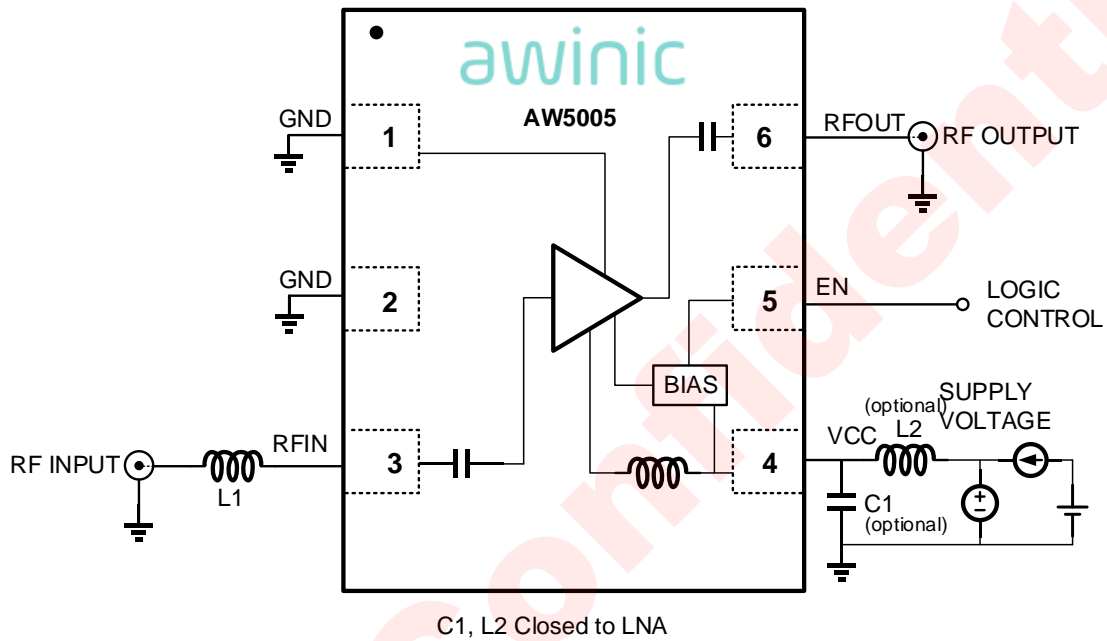 awinic
AW5005
GND
1
6
RFOUT
RF OUTPUT
GND
2
5
EN
LOGIC
CONTROL
BIAS
RF INPUT
L1
RFIN
3
4
VCC
(optional)
L2
SUPPLY
VOLTAGE
C1
(optional)
C1, L2 Closed to LNA
Confidenti